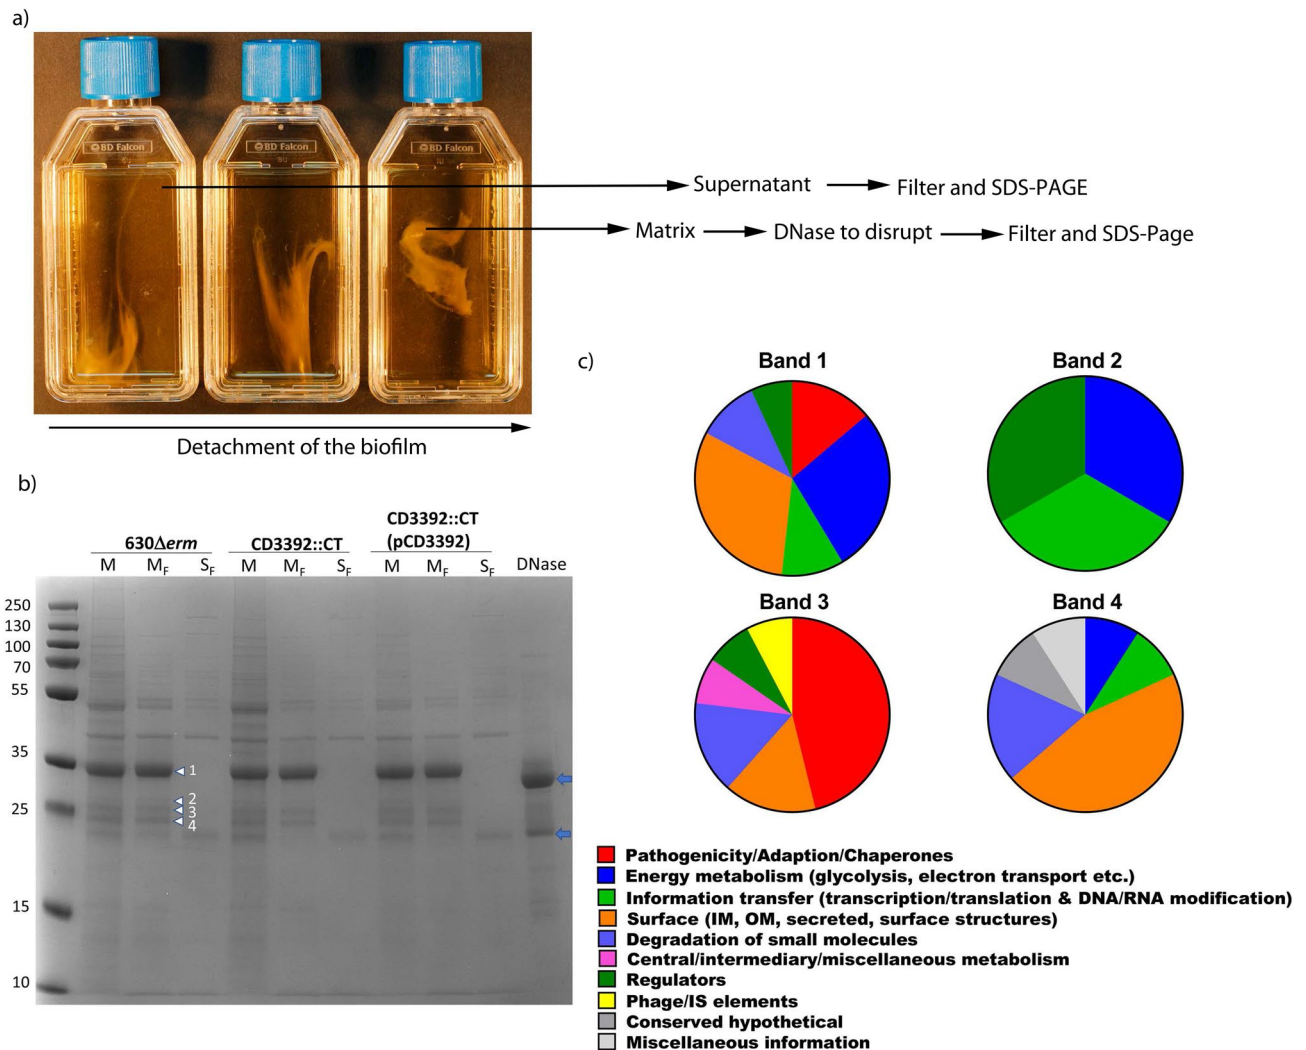 a)
BD Falcon
BD Falcon
BD Falcon
Supernatant
Filter and SDS-PAGE
Matrix
DNase to disrupt
Filter and SDS-Page
Detachment of the biofilm
b)
630Δerm
CD3392::CT
CD3392::CT
(pCD3392)
M MF SF M MF SF M MF SF DNase
250
130
100
70
55
35
25
15
10
1
2
3
4
c)
Band 1
Band 2
Band 3
Band 4
Pathogenicity/Adaption/Chaperones
Energy metabolism (glycolysis, electron transport etc.)
Information transfer (transcription/translation & DNA/RNA modification)
Surface (IM, OM, secreted, surface structures)
Degradation of small molecules
Central/intermediary/miscellaneous metabolism
Regulators
Phage/IS elements
Conserved hypothetical
Miscellaneous information